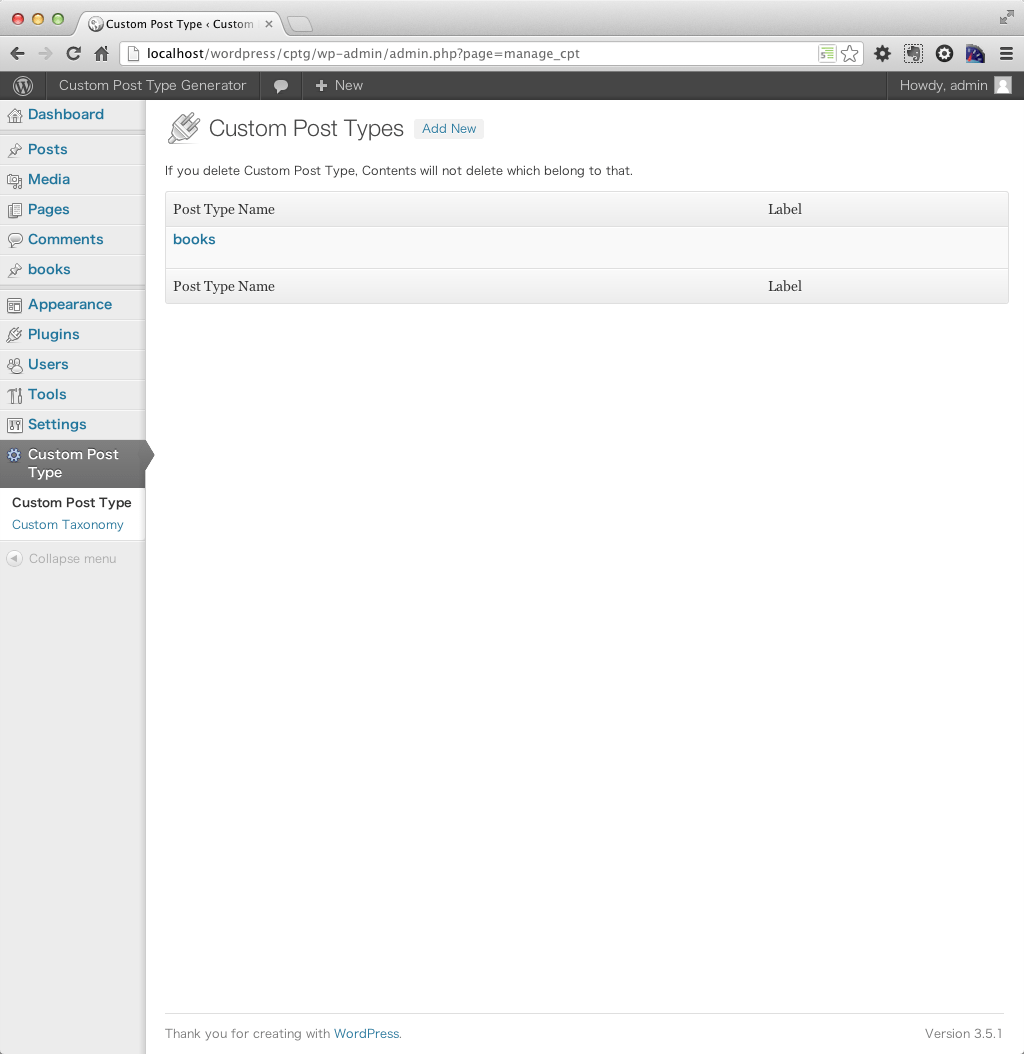 Custom Post Type ‹ Custom
localhost/wordpress/cptg/wp-admin/admin.php?page=manage_cpt
Custom Post Type Generator
New
Howdy, admin
Dashboard
Posts
Media
Pages
Comments
books
Appearance
Plugins
Users
Tools
Settings
Custom Post
Type
Custom Post Type
Custom Taxonomy
Collapse menu
Custom Post Types Add New
If you delete Custom Post Type, Contents will not delete which belong to that.
Post Type Name Label
books
Post Type Name Label
Thank you for creating with WordPress. Version 3.5.1